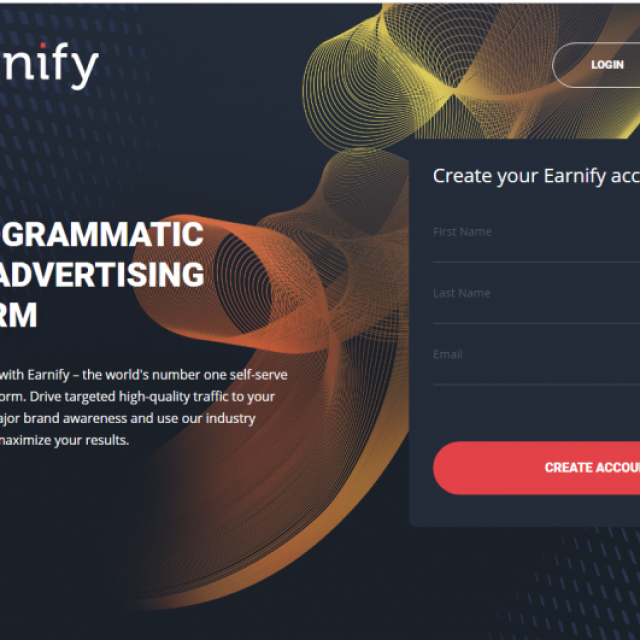 nify
LOGIN
Create your Earnify acc
First Name
Last Name
Email
CREATE ACCOU
GRAMMATIC
ADVERTISING
RM
with Earnify – the world's number one self-serve
orm. Drive targeted high-quality traffic to your
ajor brand awareness and use our industry
maximize your results.